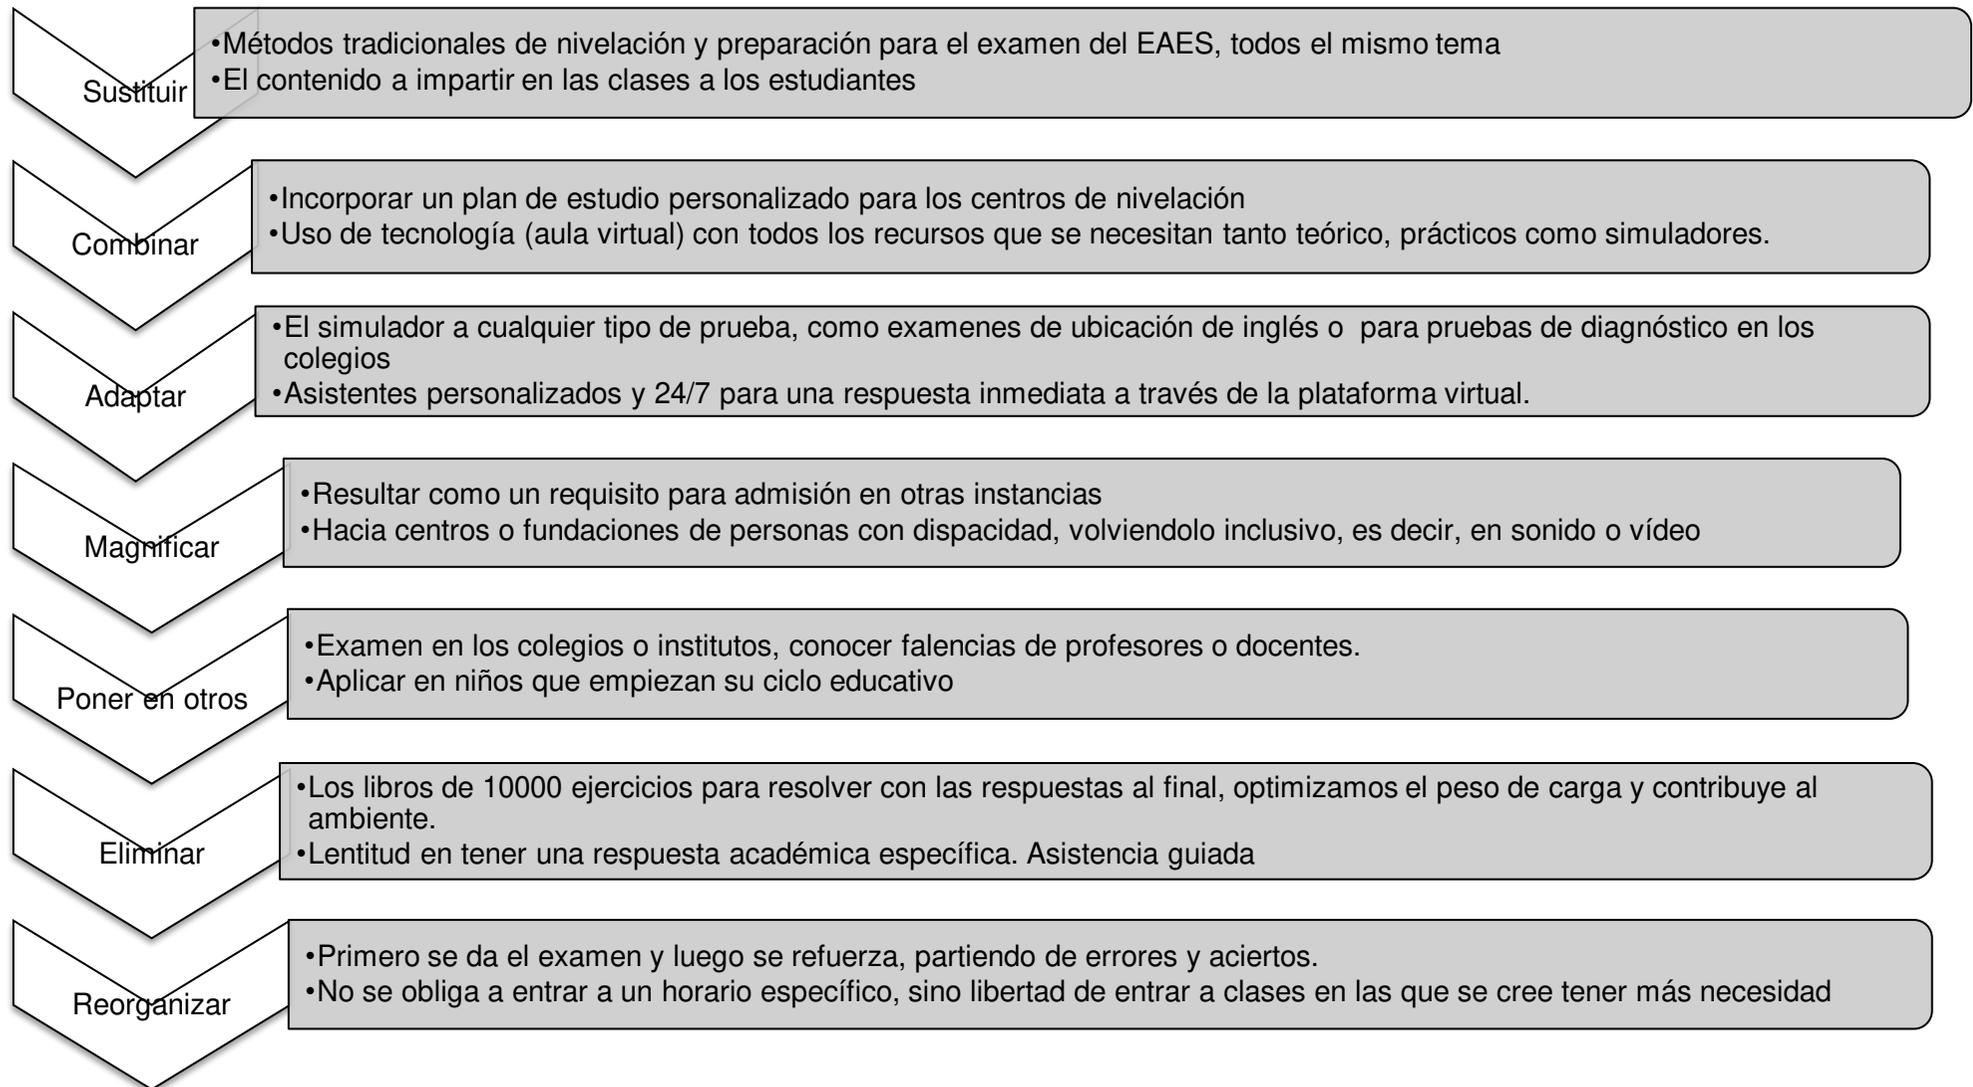 Sustituir
•Métodos tradicionales de nivelación y preparación para el examen del EAES, todos el mismo tema
•El contenido a impartir en las clases a los estudiantes
Combinar
•Incorporar un plan de estudio personalizado para los centros de nivelación
•Uso de tecnología (aula virtual) con todos los recursos que se necesitan tanto teórico, prácticos como simuladores.
Adaptar
•El simulador a cualquier tipo de prueba, como examenes de ubicación de inglés o  para pruebas de diagnóstico en los
colegios
•Asistentes personalizados y 24/7 para una respuesta inmediata a través de la plataforma virtual.
Magnificar
•Resultar como un requisito para admisión en otras instancias
•Hacia centros o fundaciones de personas con dispacidad, volviendolo inclusivo, es decir, en sonido o vídeo
Poner en otros
•Examen en los colegios o institutos, conocer falencias de profesores o docentes.
•Aplicar en niños que empiezan su ciclo educativo
Eliminar
•Los libros de 10000 ejercicios para resolver con las respuestas al final, optimizamos el peso de carga y contribuye al
ambiente.
•Lentitud en tener una respuesta académica específica. Asistencia guiada
Reorganizar
•Primero se da el examen y luego se refuerza, partiendo de errores y aciertos.
•No se obliga a entrar a un horario específico, sino libertad de entrar a clases en las que se cree tener más necesidad